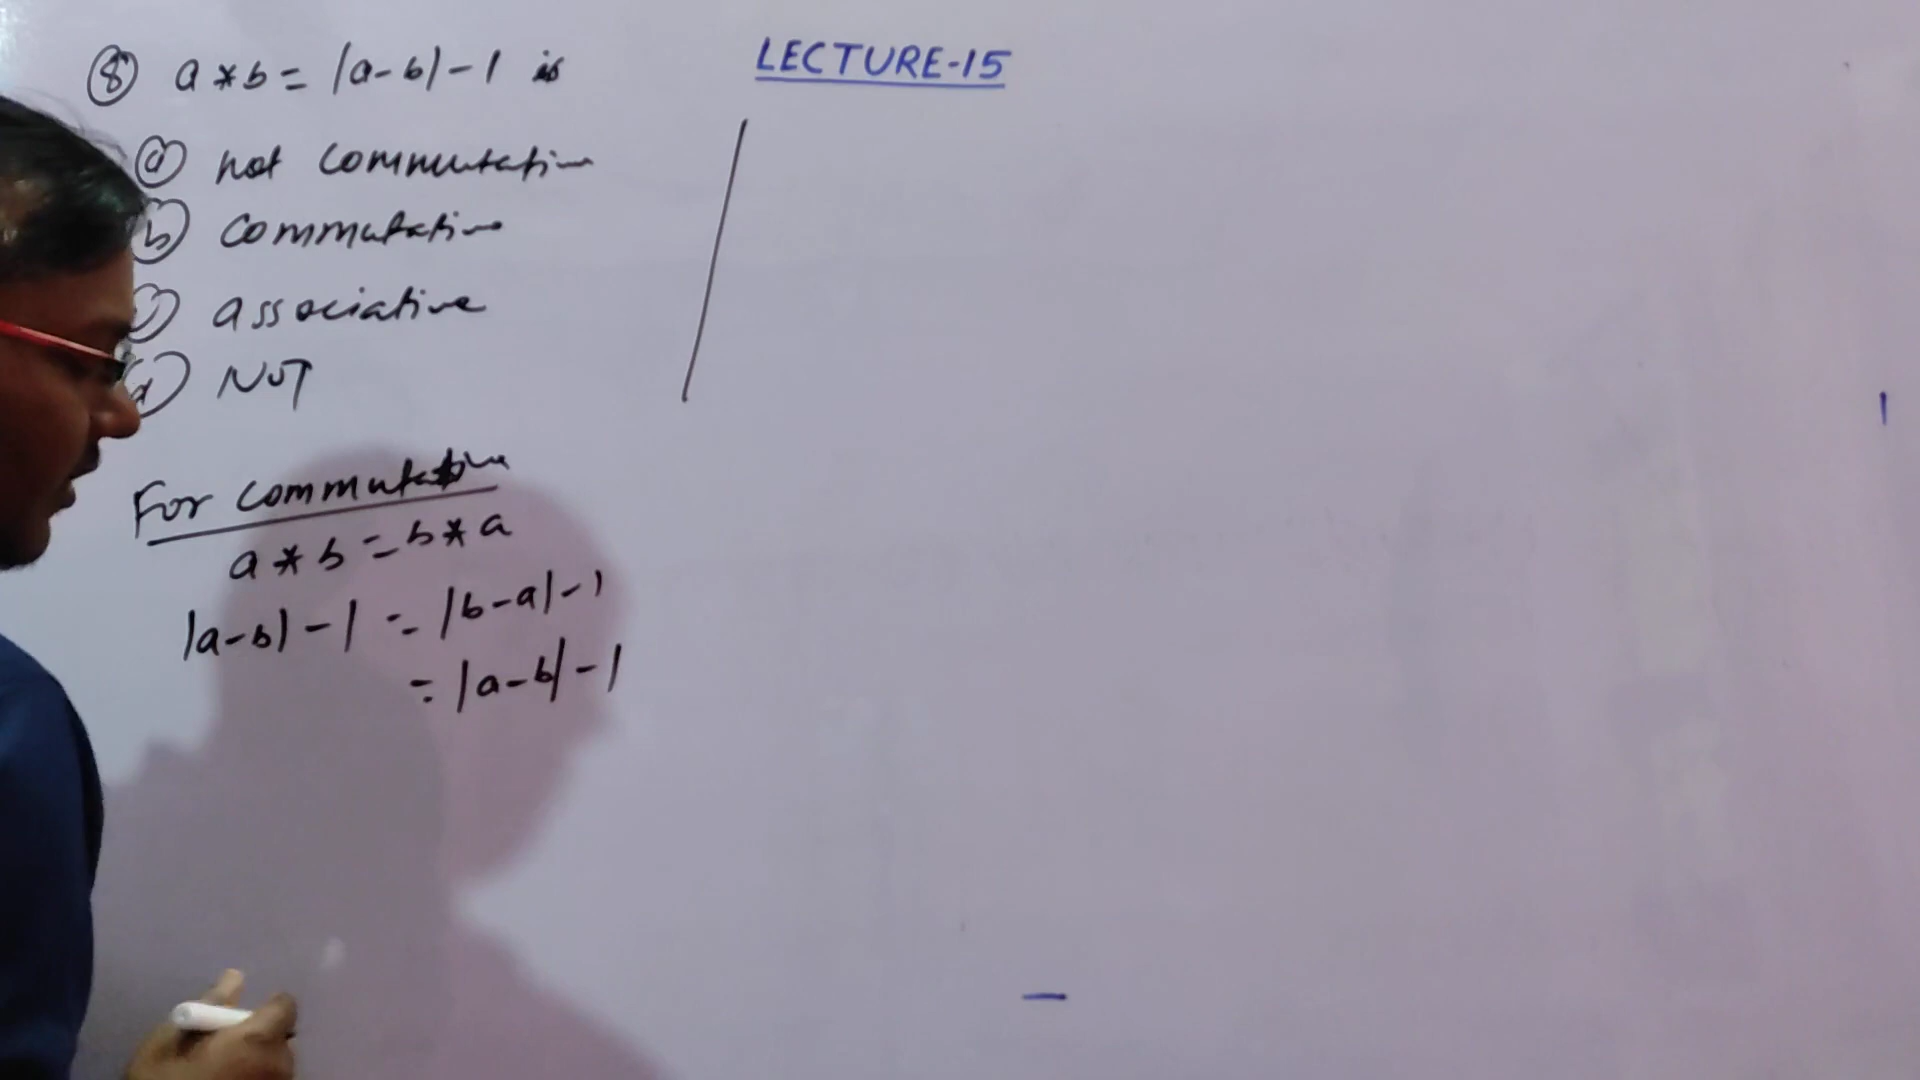 ⑧ a * b = |a-b| - 1 is
LECTURE-15
ⓐ not commutative
ⓑ commutative
ⓒ associative
ⓓ NOT
For commutative
a * b = b * a
|a-b| - 1 = |b-a| - 1
= |a-b| - 1